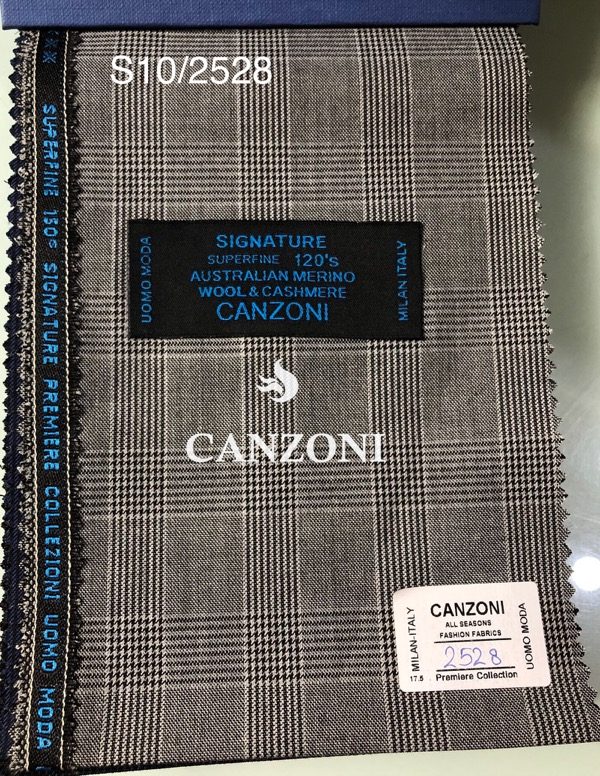 S10/2528
SUPERFINE 150s SIGNATURE PREMIERE COLLEZIONI UOMO MODA
UOMO MODA
SIGNATURE
SUPERFINE 120's
AUSTRALIAN MERINO
WOOL & CASHMERE
CANZONI
MILAN ITALY
CANZONI
MILAN-ITALY
CANZONI
ALL SEASONS
FASHION FABRICS
2528
17.5 Premiere Collection
UOMO MODA